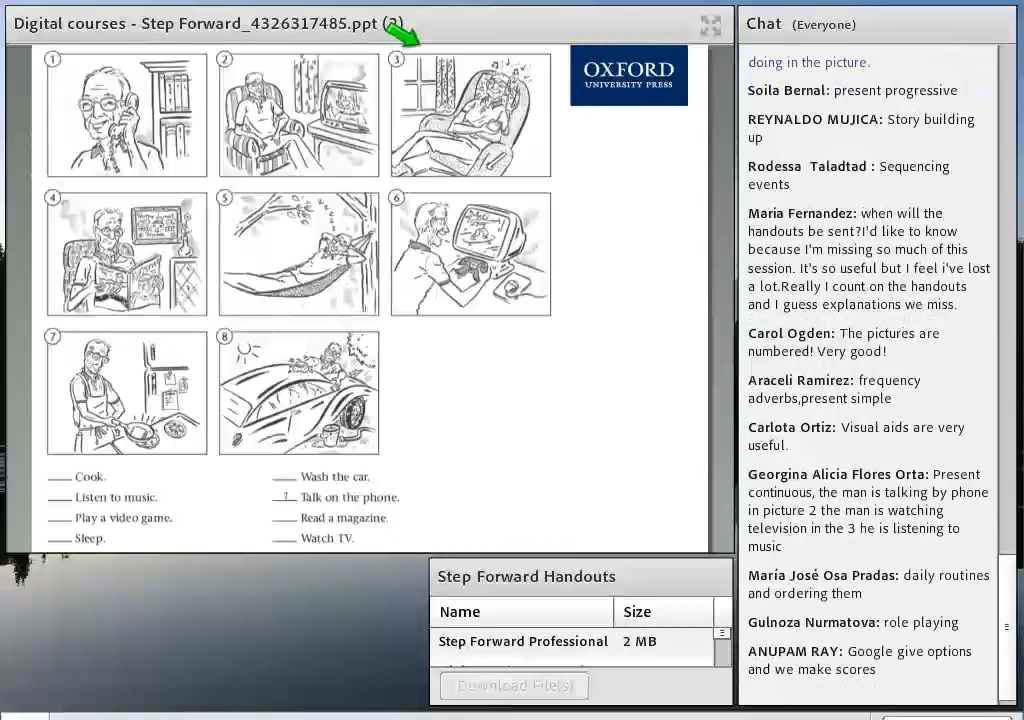 Digital courses - Step Forward_4326317485.ppt (2)
Chat (Everyone)
OXFORD
UNIVERSITY PRESS
1
2
3
4
5
6
7
8
Cook.
Listen to music.
Play a video game.
Sleep.
Wash the car.
1 Talk on the phone.
Read a magazine.
Watch TV.
doing in the picture.
Soila Bernal: present progressive
REYNALDO MUJICA: Story building
up
Rodessa Taladtad : Sequencing
events
Maria Fernandez: when will the
handouts be sent?I'd like to know
because I'm missing so much of this
session. It's so useful but I feel i've lost
a lot.Really I count on the handouts
and I guess explanations we miss.
Carol Ogden: The pictures are
numbered! Very good!
Araceli Ramirez: frequency
adverbs,present simple
Carlota Ortiz: Visual aids are very
useful.
Georgina Alicia Flores Orta: Present
continuous, the man is talking by phone
in picture 2 the man is watching
television in the 3 he is listening to
music
María José Osa Pradas: daily routines
and ordering them
Gulnoza Nurmatova: role playing
ANUPAM RAY: Google give options
and we make scores
Step Forward Handouts
Name Size
Step Forward Professional 2 MB
Download File(s)